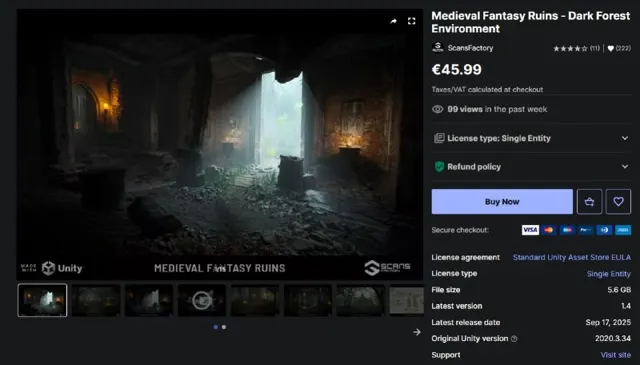 Medieval Fantasy Ruins - Dark Forest
Environment
ScansFactory
(11) | (222)
€45.99
Taxes/VAT calculated at checkout
99 views in the past week
License type: Single Entity
Refund policy
Buy Now
Secure checkout: VISA
MADE WITH Unity
MEDIEVAL FANTASY RUINS
SCANS
FACTORY
License agreement Standard Unity Asset Store EULA
License type Single Entity
File size 5.6 GB
Latest version 1.4
Latest release date Sep 17, 2025
Original Unity version 2020.3.34
Support Visit site